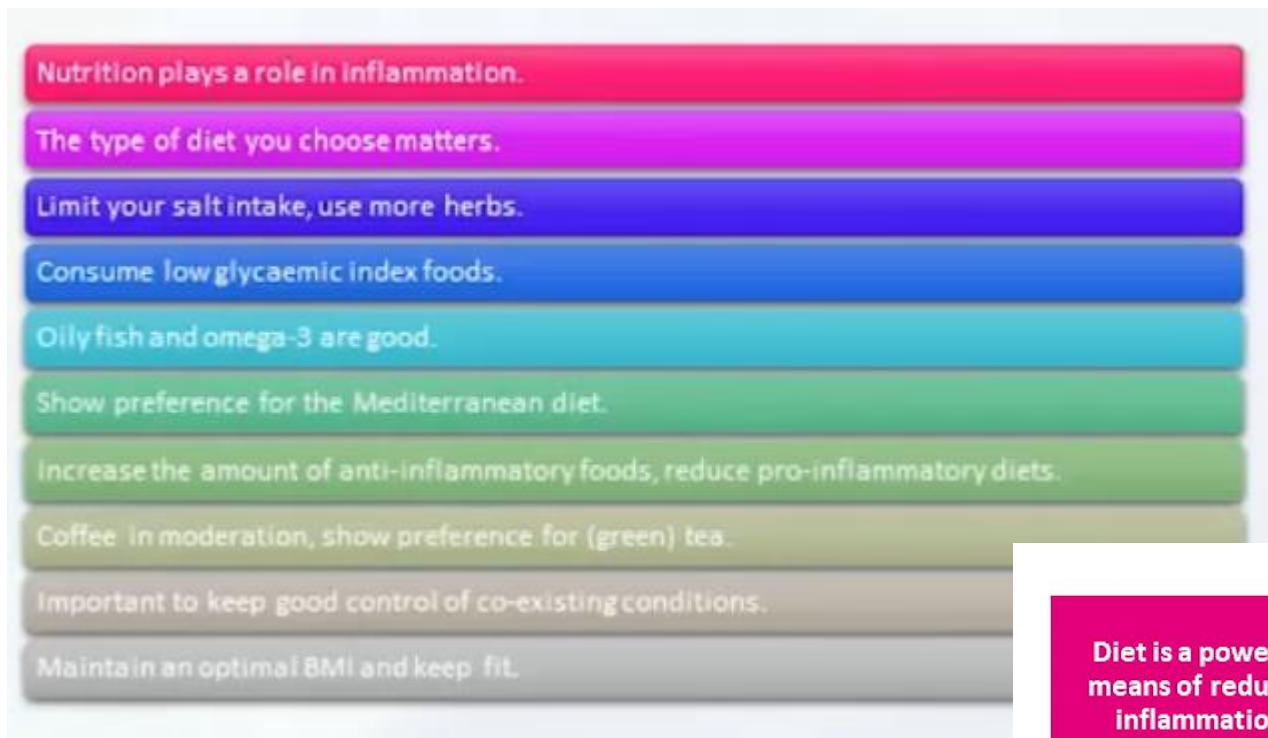 Nutrition plays a role in inflammation.
The type of diet you choose matters.
Limit your salt intake, use more herbs.
Consume low glycaemic index foods.
Oily fish and omega-3 are good.
Show preference for the Mediterranean diet.
Increase the amount of anti-inflammatory foods, reduce pro-inflammatory diets.
Coffee in moderation, show preference for (green) tea.
Important to keep good control of co-existing conditions.
Maintain an optimal BMI and keep fit.
Diet is a
means of